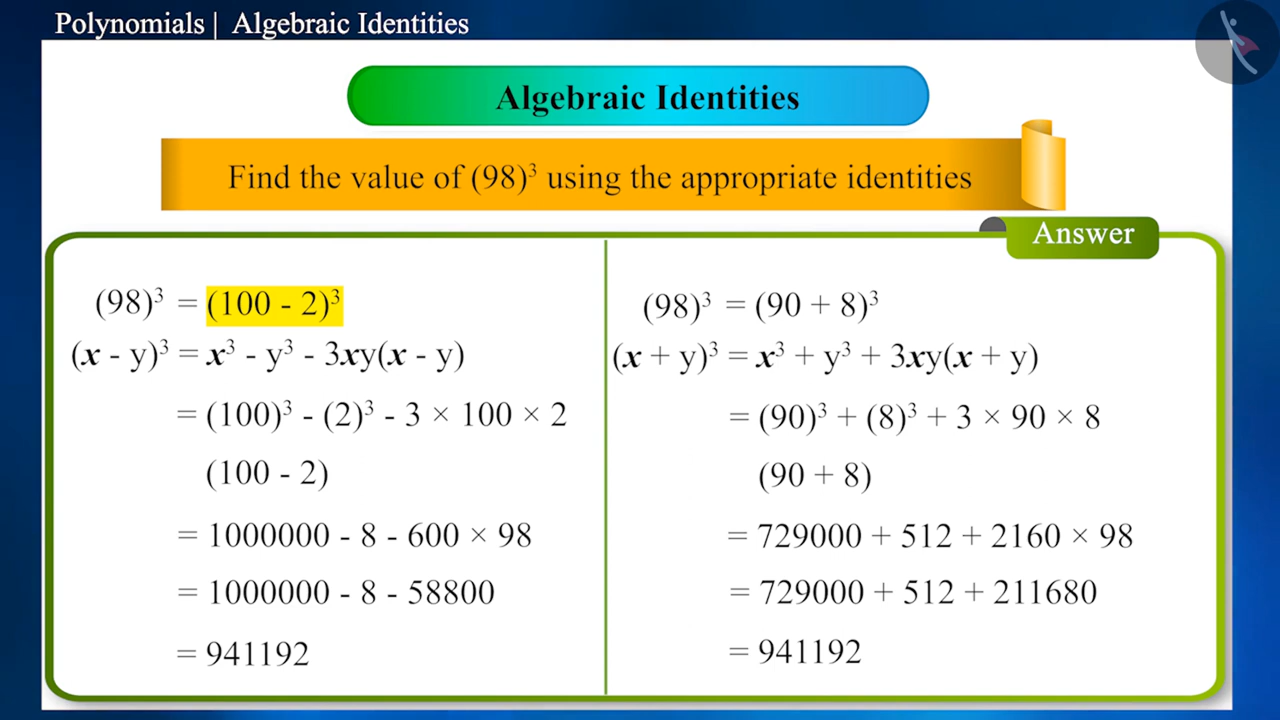 Polynomials | Algebraic Identities
Algebraic Identities
Find the value of (98)³ using the appropriate identities
Answer
(98)³ = (100 - 2)³
(x - y)³ = x³ - y³ - 3xy(x - y)
= (100)³ - (2)³ - 3 × 100 × 2
(100 - 2)
= 1000000 - 8 - 600 × 98
= 1000000 - 8 - 58800
= 941192
(98)³ = (90 + 8)³
(x + y)³ = x³ + y³ + 3xy(x + y)
= (90)³ + (8)³ + 3 × 90 × 8
(90 + 8)
= 729000 + 512 + 2160 × 98
= 729000 + 512 + 211680
= 941192